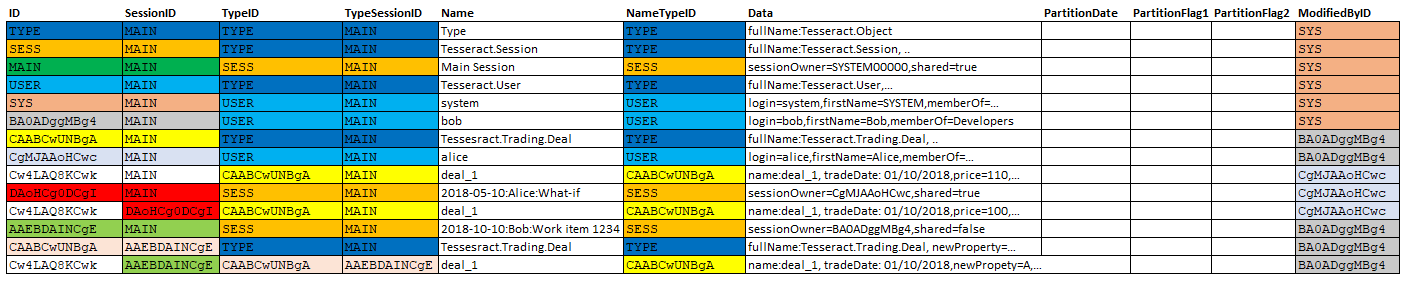 ID SessionID TypeID TypeSessionID Name NameTypeID Data PartitionDate PartitionFlag1 PartitionFlag2 ModifiedByID
TYPE MAIN TYPE MAIN Type TYPE fullName:Tesseract.Object SYS
SESS MAIN TYPE MAIN Tesseract.Session TYPE fullName:Tesseract.Session, .. SYS
MAIN MAIN SESS MAIN Main Session SESS sessionOwner=SYSTEM00000,shared=true SYS
USER MAIN TYPE MAIN Tesseract.User TYPE fullName:Tesseract.User,... SYS
SYS MAIN USER MAIN system USER login=system,firstName=SYSTEM,memberOf=... SYS
BA0ADggMBg4 MAIN USER MAIN bob USER login=bob,firstName=Bob,memberOf=Developers SYS
CAABCwUNBgA MAIN TYPE MAIN Tessesract.Trading.Deal TYPE fullName:Tesseract.Trading.Deal, .. BA0ADggMBg4
CgMJAAoHCwc MAIN USER MAIN alice USER login=alice,firstName=Alice,memberOf=... BA0ADggMBg4
Cw4LAQ8KCwk MAIN CAABCwUNBgA MAIN deal_1 CAABCwUNBgA name:deal_1, tradeDate: 01/10/2018,price=110,... CgMJAAoHCwc
DAoHCg0DCgI MAIN SESS MAIN 2018-05-10:Alice:What-if SESS sessionOwner=CgMJAAoHCwc,shared=true CgMJAAoHCwc
Cw4LAQ8KCwk DAoHCg0DCgI CAABCwUNBgA MAIN deal_1 CAABCwUNBgA name:deal_1, tradeDate: 01/10/2018,price=100,... CgMJAAoHCwc
AAEBDAINCgE MAIN SESS MAIN 2018-10-10:Bob:Work item 1234 SESS sessionOwner=BA0ADggMBg4,shared=false BA0ADggMBg4
CAABCwUNBgA AAEBDAINCgE TYPE MAIN Tessesract.Trading.Deal TYPE fullName:Tesseract.Trading.Deal, newProperty=... BA0ADggMBg4
Cw4LAQ8KCwk AAEBDAINCgE CAABCwUNBgA AAEBDAINCgE deal_1 CAABCwUNBgA name:deal_1, tradeDate: 01/10/2018,newPropety=A,... BA0ADggMBg4